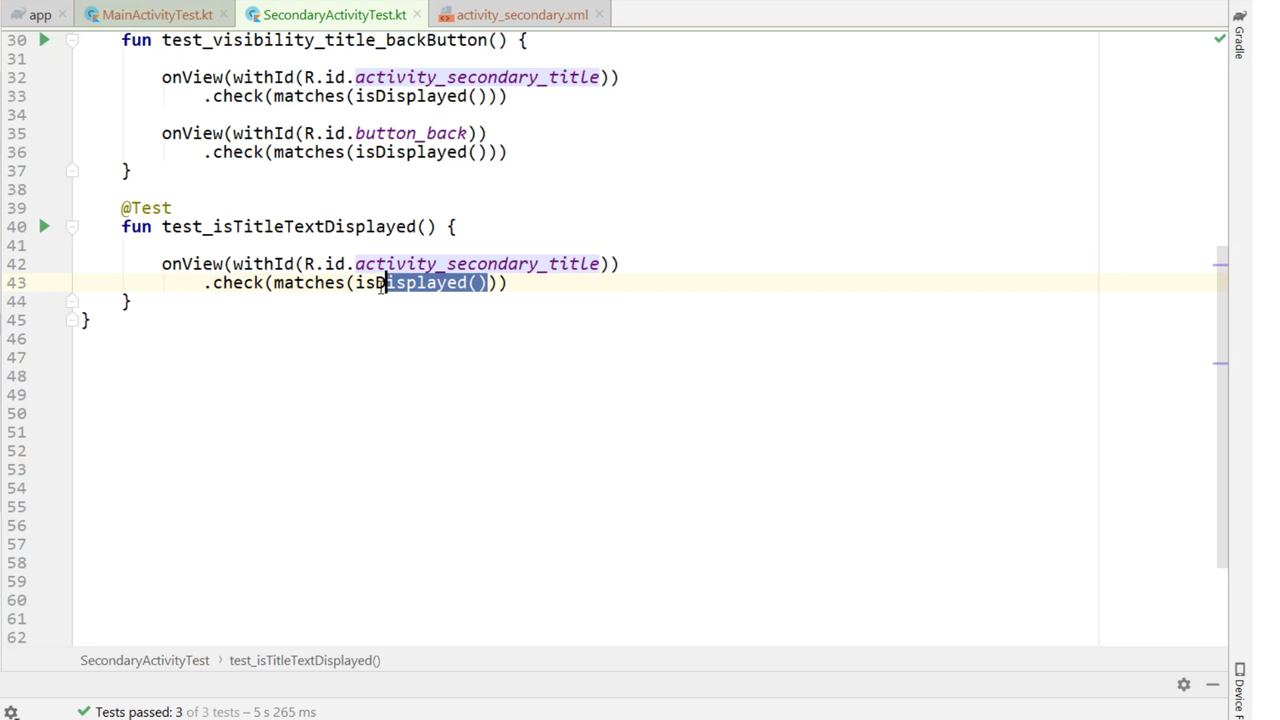 app MainActivityTest.kt SecondaryActivityTest.kt activity_secondary.xml
30 fun test_visibility_title_backButton() {
31
32 onView(withId(R.id.activity_secondary_title))
33 .check(matches(isDisplayed()))
34
35 onView(withId(R.id.button_back))
36 .check(matches(isDisplayed()))
37 }
38
39 @Test
40 fun test_isTitleTextDisplayed() {
41
42 onView(withId(R.id.activity_secondary_title))
43 .check(matches(isDisplayed()))
44 }
45 }
46
47
48
49
50
51
52
53
54
55
56
57
58
59
60
61
62
Gradle
SecondaryActivityTest › test_isTitleTextDisplayed()
Tests passed: 3 of 3 tests – 5 s 265 ms